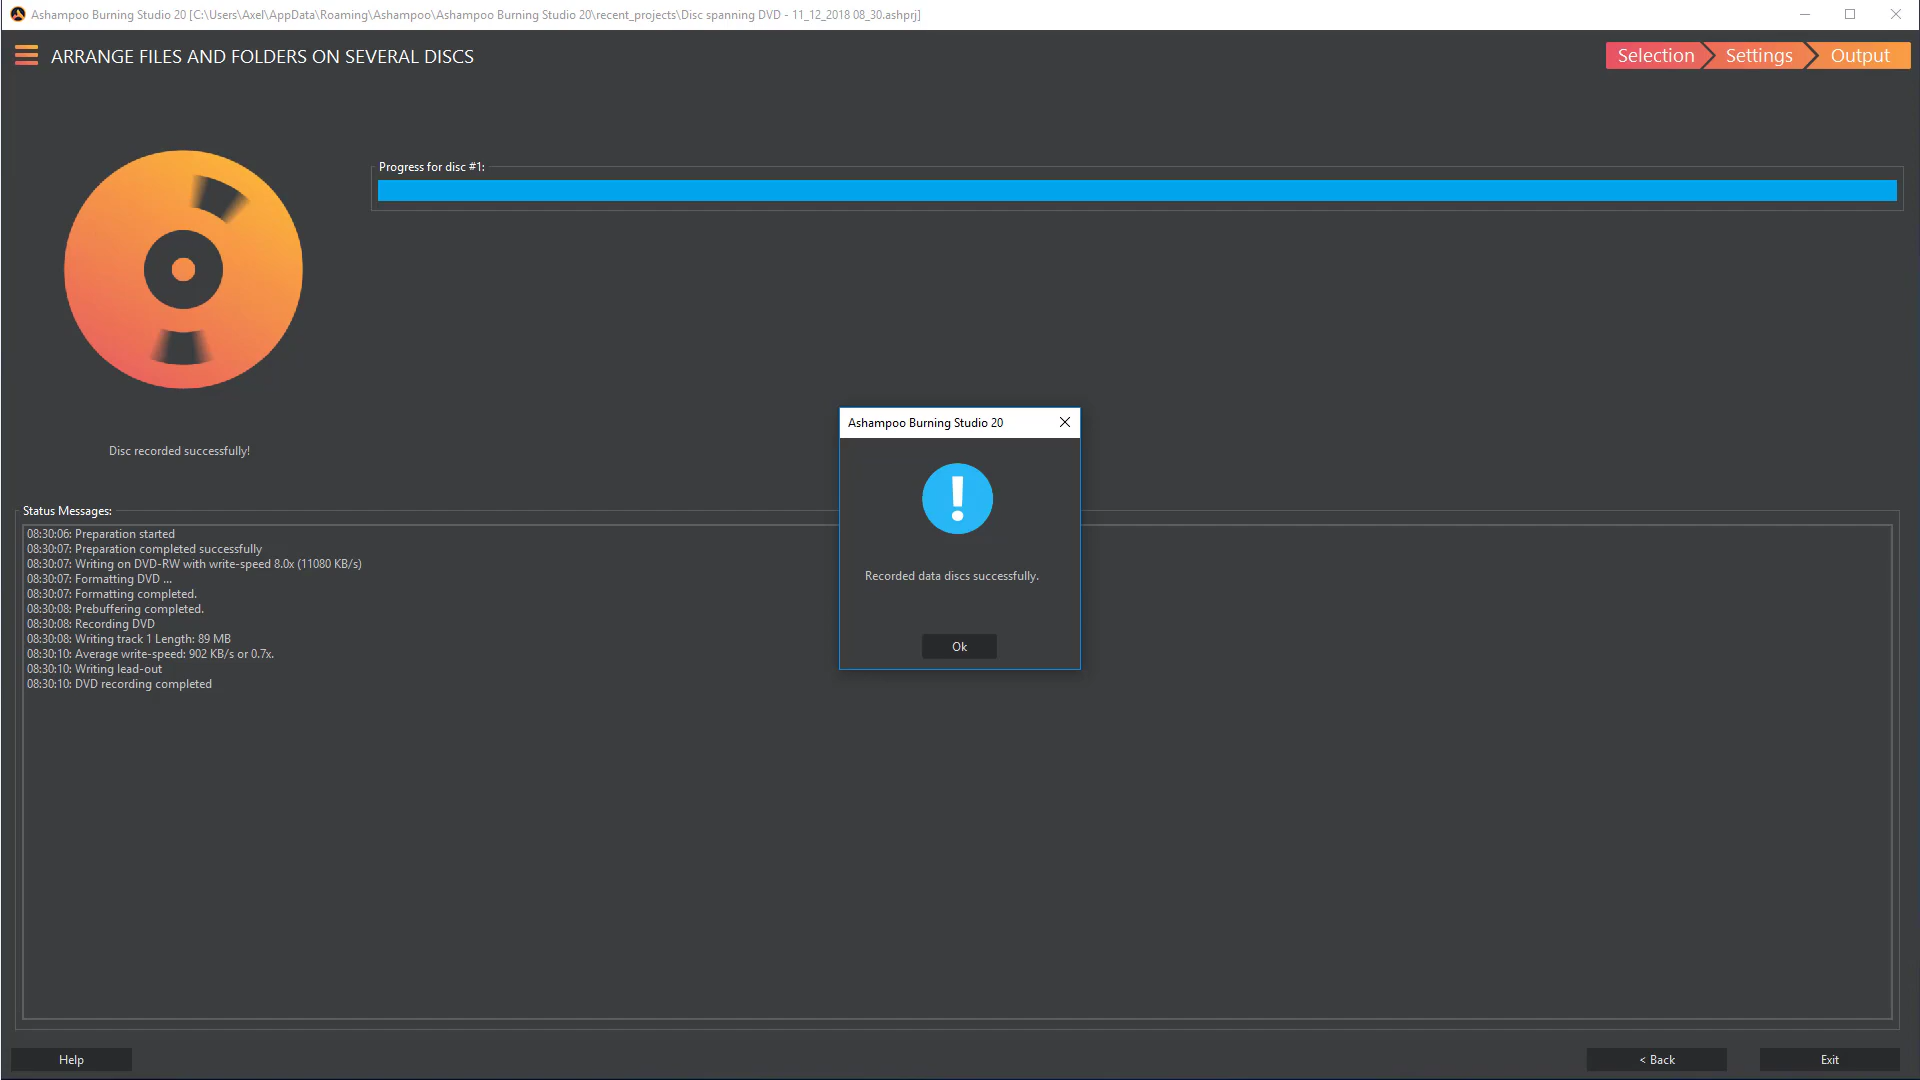 Ashampoo Burning Studio 20 [C:\Users\Axel\AppData\Roaming\Ashampoo\Ashampoo Burning Studio 20\recent_projects\Disc spanning DVD - 11_12_2018 08_30.ashprj]
ARRANGE FILES AND FOLDERS ON SEVERAL DISCS
Selection
Settings
Output
Progress for disc #1:
Disc recorded successfully!
Ashampoo Burning Studio 20
Recorded data discs successfully.
Ok
Status Messages:
08:30:06: Preparation started
08:30:07: Preparation completed successfully
08:30:07: Writing on DVD-RW with write-speed 8.0x (11080 KB/s)
08:30:07: Formatting DVD ...
08:30:07: Formatting completed.
08:30:08: Prebuffering completed.
08:30:08: Recording DVD
08:30:08: Writing track 1 Length: 89 MB
08:30:10: Average write-speed: 902 KB/s or 0.7x.
08:30:10: Writing lead-out
08:30:10: DVD recording completed
Help
< Back
Exit